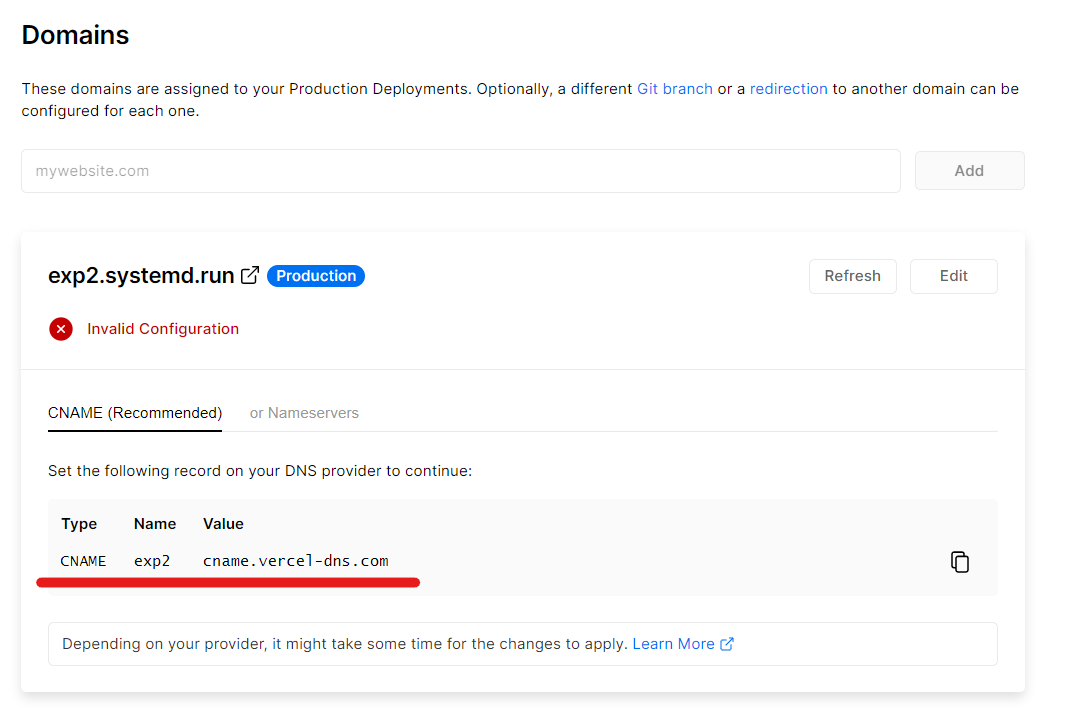 Domains
These domains are assigned to your Production Deployments. Optionally, a different Git branch or a redirection to another domain can be
configured for each one.
mywebsite.com
Add
exp2.systemd.run Production
Refresh
Edit
Invalid Configuration
CNAME (Recommended)
or Nameservers
Set the following record on your DNS provider to continue:
Type Name Value
CNAME exp2 cname.vercel-dns.com
Depending on your provider, it might take some time for the changes to apply. Learn More